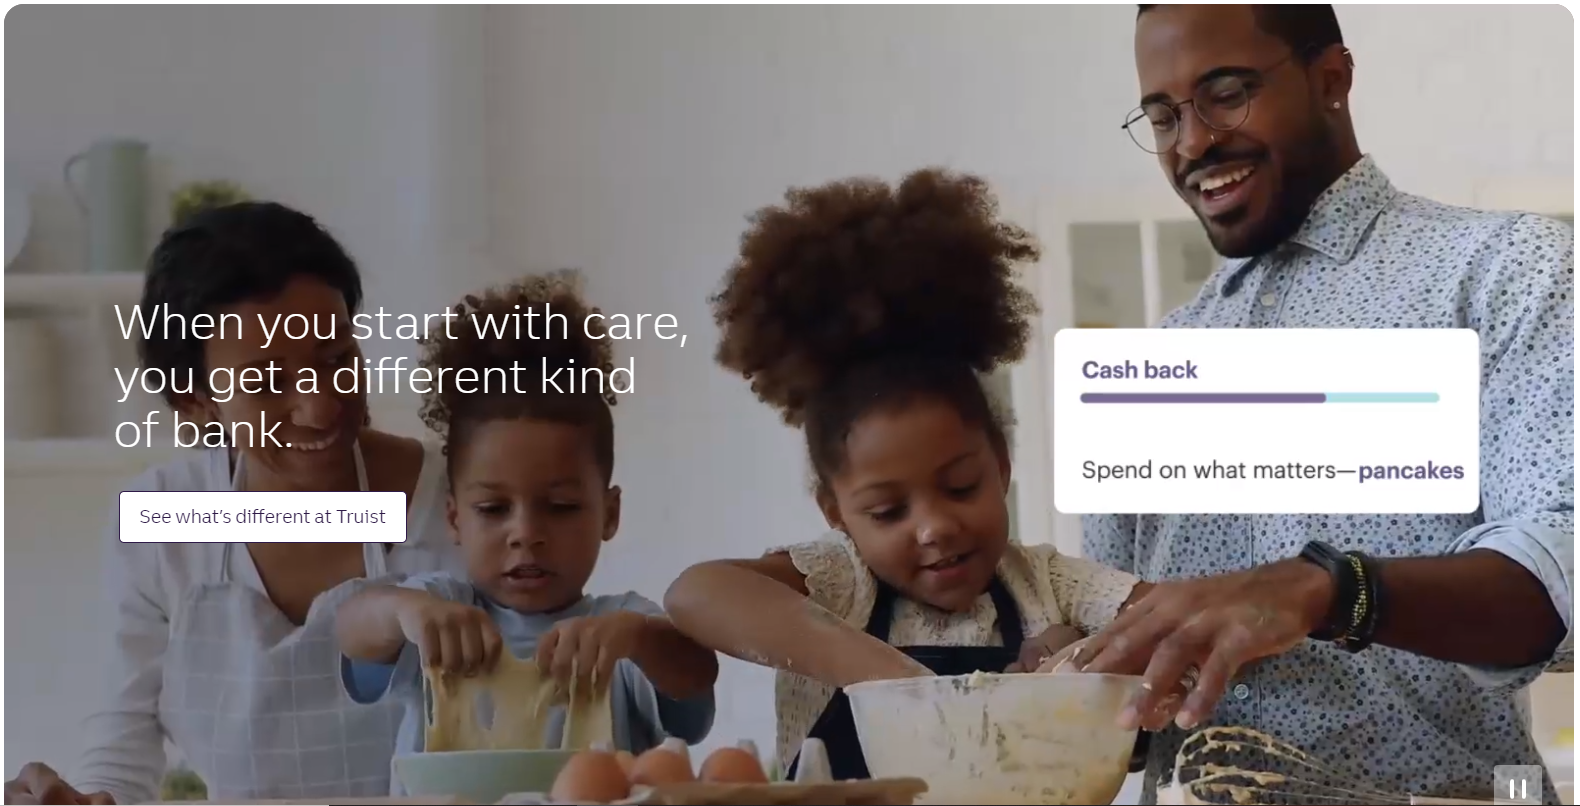 When you start with care,
you get a different kind
of bank.
See what's different at Truist
Cash back
Spend on what matters—pancakes